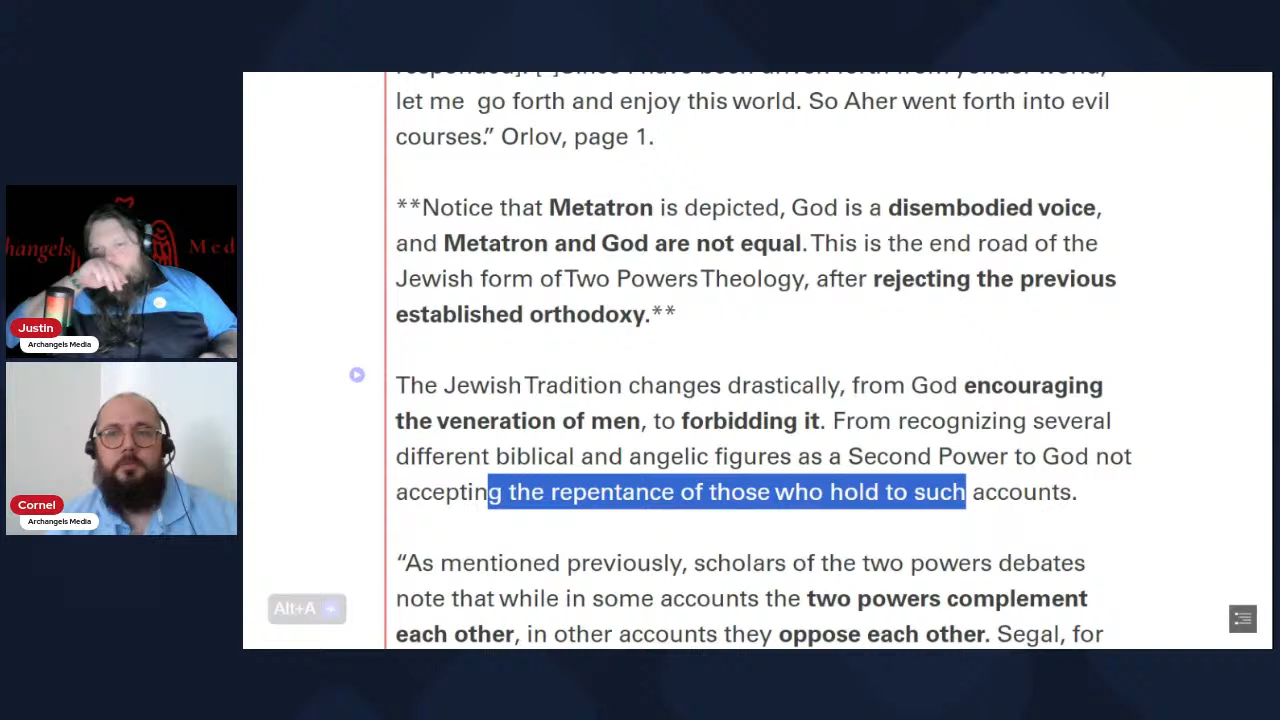 let me go forth and enjoy this world. So Aher went forth into evil
courses.” Orlov, page 1.
**Notice that Metatron is depicted, God is a disembodied voice,
and Metatron and God are not equal. This is the end road of the
Jewish form of Two Powers Theology, after rejecting the previous
established orthodoxy.**
The Jewish Tradition changes drastically, from God encouraging
the veneration of men, to forbidding it. From recognizing several
different biblical and angelic figures as a Second Power to God not
accepting the repentance of those who hold to such accounts.
“As mentioned previously, scholars of the two powers debates
note that while in some accounts the two powers complement
each other, in other accounts they oppose each other. Segal, for
Alt+A
changels Med
Justin
Archangels Media
Cornel
Archangels Media